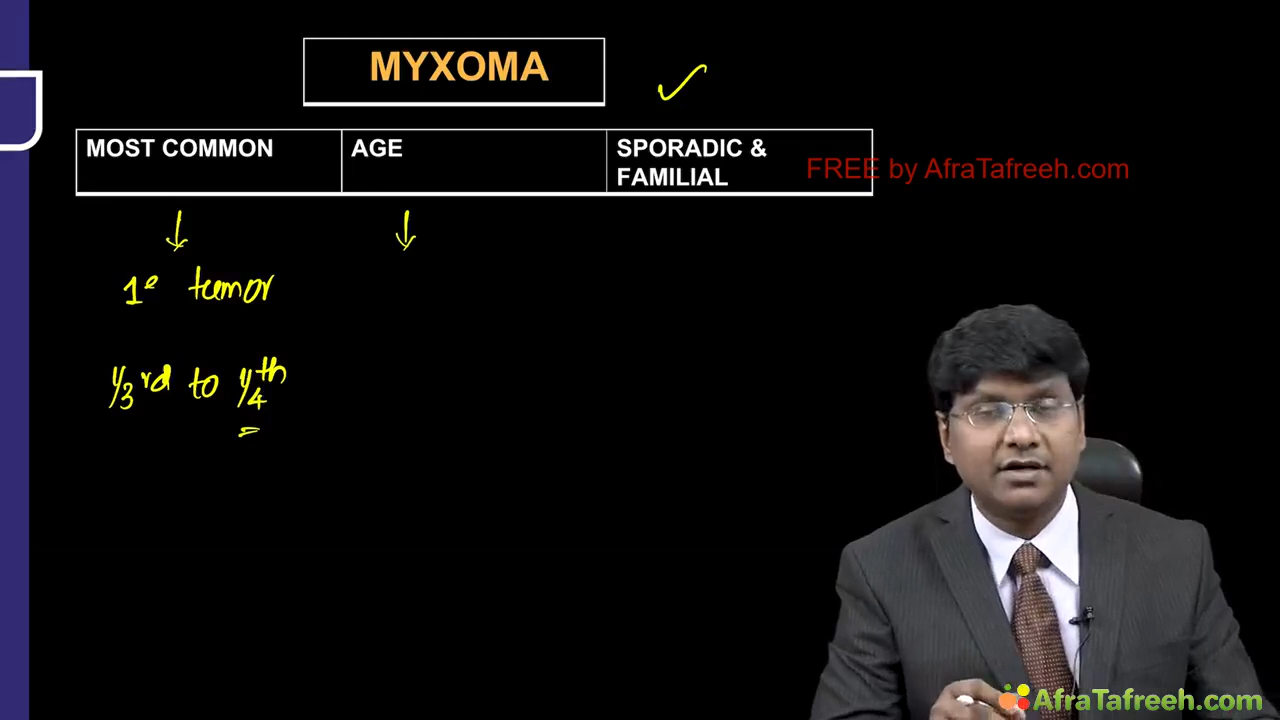 MYXOMA
MOST COMMON
AGE
SPORADIC &
FAMILIAL
FREE by AfraTafreeh.com
1° tumor
1/3rd to 1/4th
AfraTafreeh.com